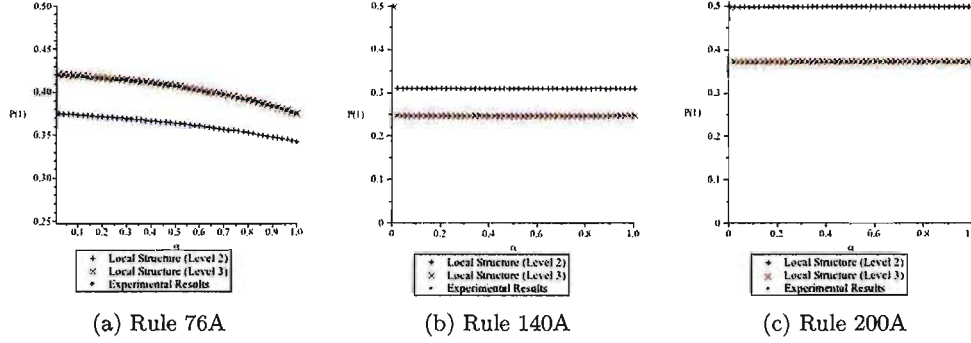 0.50
0.45
0.40
P(1)
0.35
0.30
0.25
0.1 0.2 0.3 0.4 0.5 0.6 0.7 0.8 0.9 1.0
α
+ Local Structure (Level 2)
× Local Structure (Level 3)
• Experimental Results
(a) Rule 76A
0.5
0.4
P(1)
0.3
0.2
0.1
0
0 0.2 0.4 0.6 0.8 1.0
α
+ Local Structure (Level 2)
× Local Structure (Level 3)
• Experimental Results
(b) Rule 140A
0.5
0.4
P(1)
0.3
0.2
0.1
0
0 0.2 0.4 0.6 0.8 1.0
α
+ Local Structure (Level 2)
× Local Structure (Level 3)
• Experimental Results
(c) Rule 200A